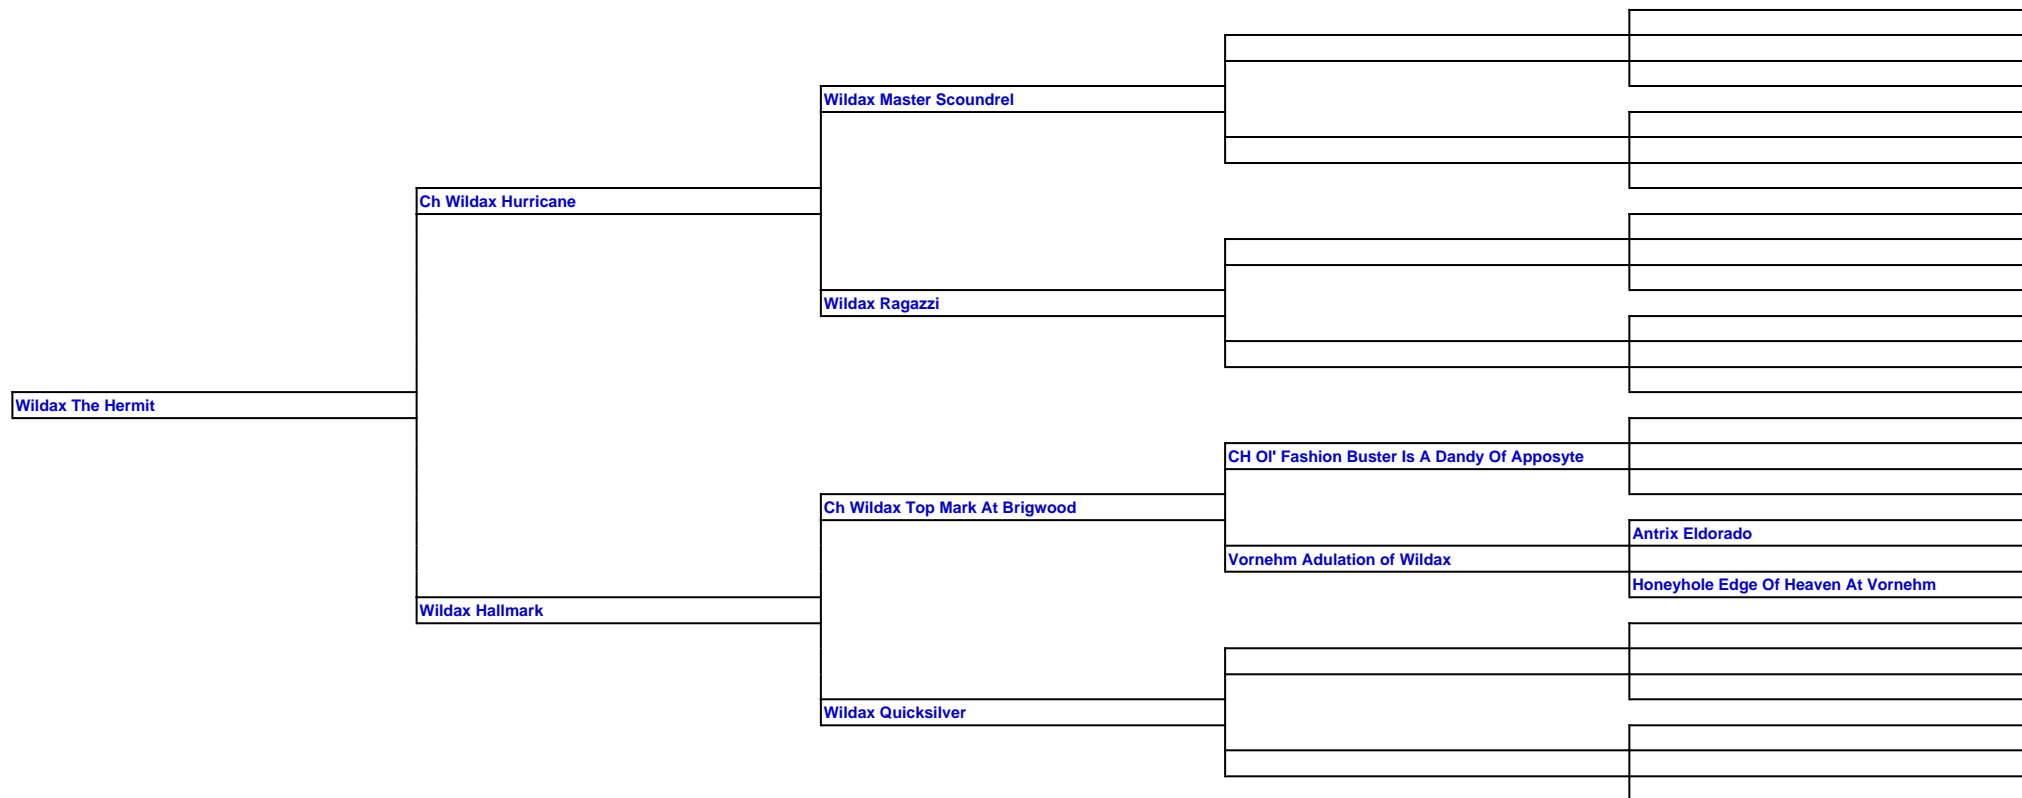 Wildax Master Scoundrel
Ch Wildax Hurricane
Wildax Ragazzi
Wildax The Hermit
CH Ol' Fashion Buster Is A Dandy Of Apposyte
Ch Wildax Top Mark At Brigwood
Antrix Eldorado
Vornehm Adulation of Wildax
Honeyhole Edge Of Heaven At Vornehm
Wildax Hallmark
Wildax Quicksilver